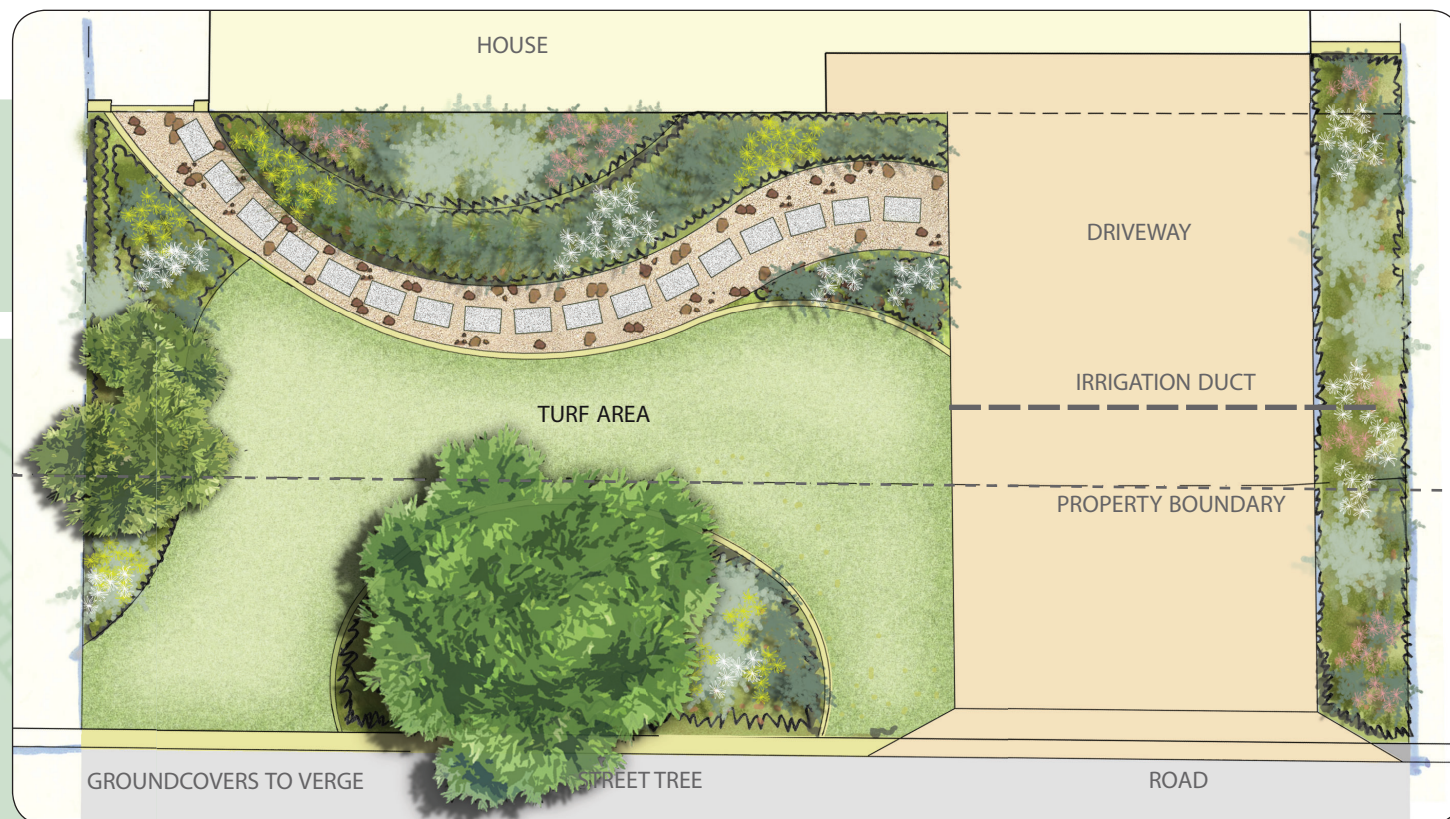 HOUSE
DRIVEWAY
IRRIGATION DUCT
TURF AREA
PROPERTY BOUNDARY
GROUNDCOVERS TO VERGE
STREET TREE
ROAD